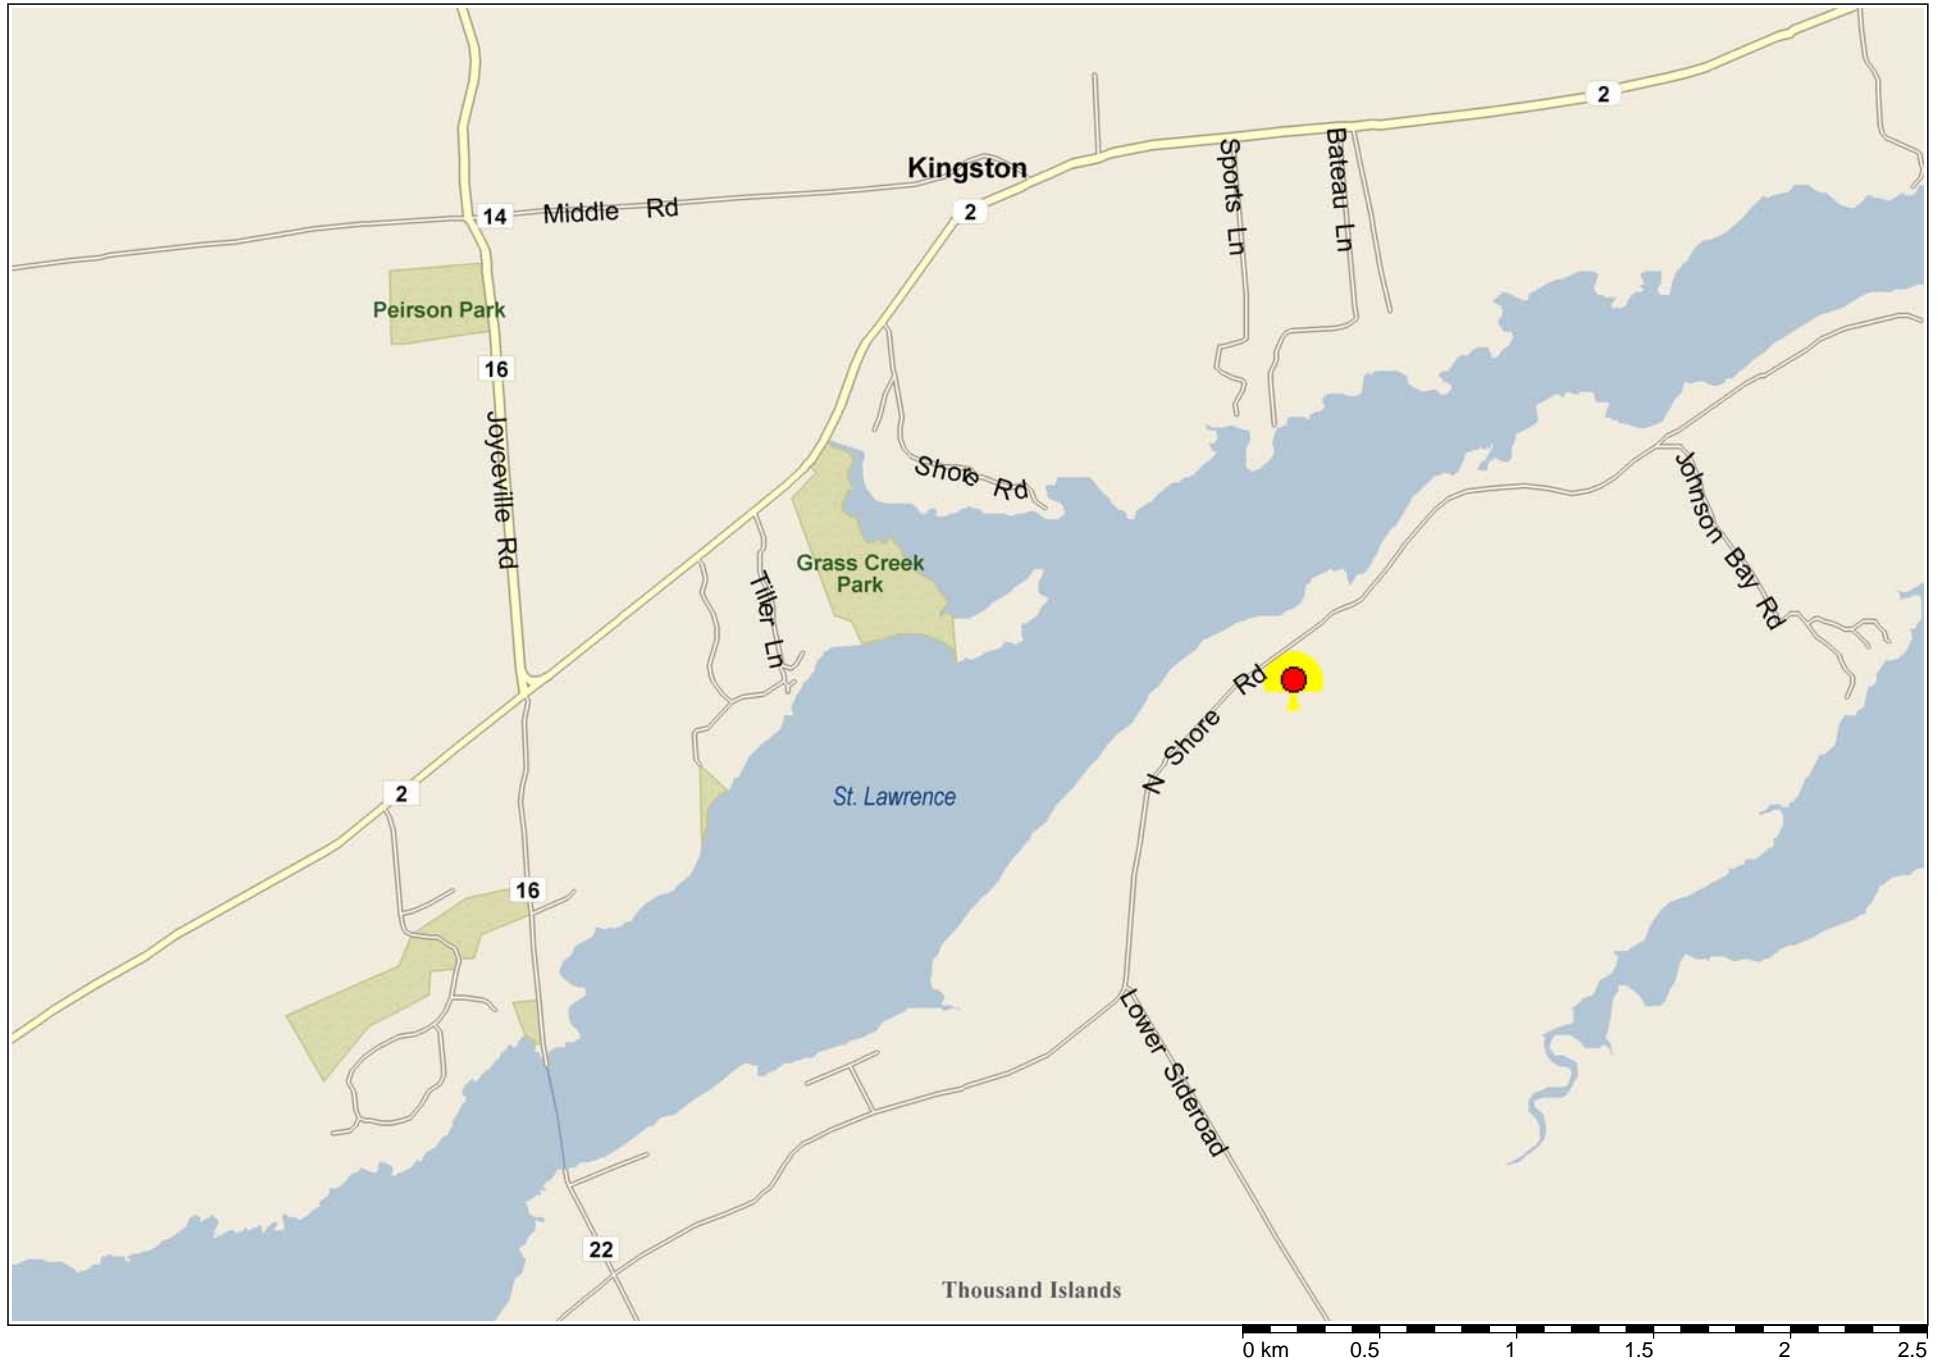 2
Kingston
Sports Ln
Bateau Ln
14
Middle Rd
2
Peirson Park
16
Joyceville Rd
Shore Rd
Johnson Bay Rd
Grass Creek
Park
Tiller Ln
N Shore Rd
St. Lawrence
2
16
Lower Sideroad
22
Thousand Islands
0 km 0.5 1 1.5 2 2.5